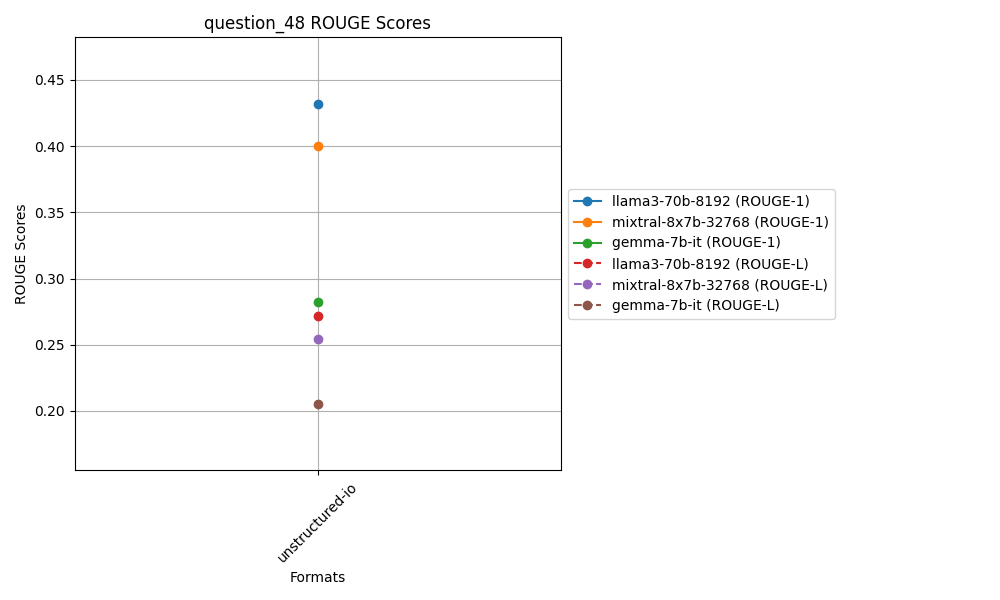 question_48 ROUGE Scores
ROUGE Scores
0.45
0.40
0.35
0.30
0.25
0.20
unstructured-io
Formats
llama3-70b-8192 (ROUGE-1)
mixtral-8x7b-32768 (ROUGE-1)
gemma-7b-it (ROUGE-1)
llama3-70b-8192 (ROUGE-L)
mixtral-8x7b-32768 (ROUGE-L)
gemma-7b-it (ROUGE-L)